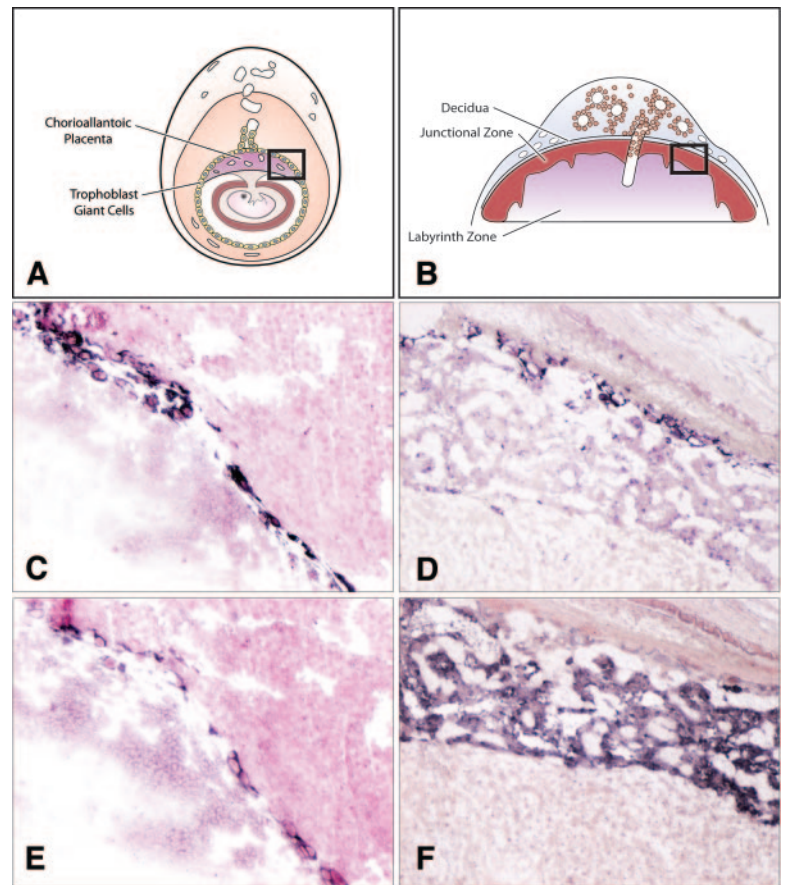 Chorioallantoic
Placenta
Trophoblast
Giant Cells
A
Decidua
Junctional Zone
Labyrinth Zone
B
C
D
E
F